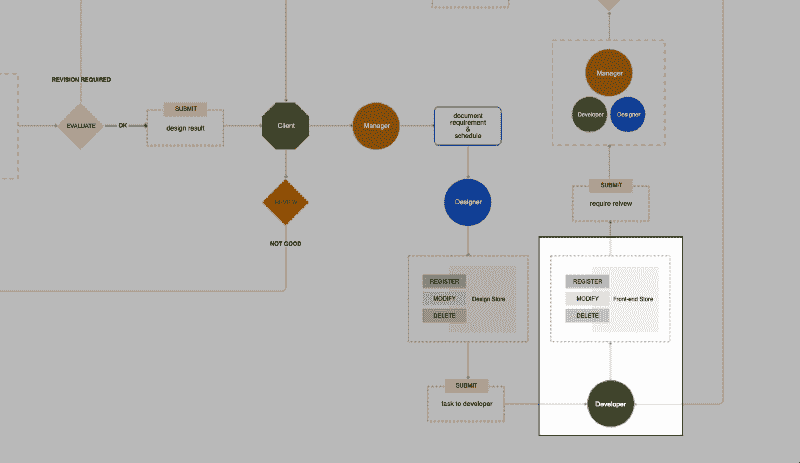 REVISION REQUIRED
EVALUATE
OK
SUBMIT
design result
Client
Manager
document
requirement
&
schedule
REVIEW
NOT GOOD
Designer
REGISTER
MODIFY
DELETE
Design Store
SUBMIT
task to developer
Manager
Developer
Designer
SUBMIT
require reivew
REGISTER
MODIFY
DELETE
Front-end Store
Developer